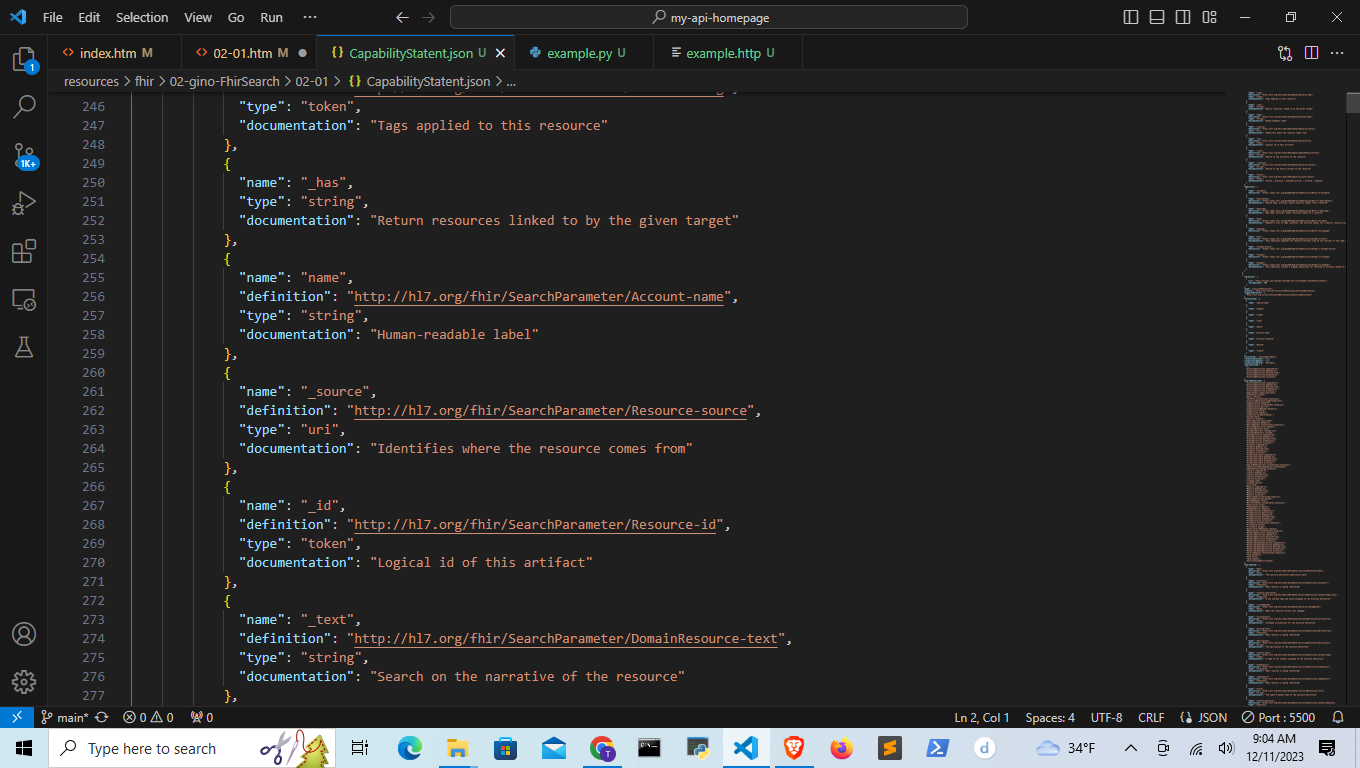 File Edit Selection View Go Run ··· my-api-homepage
index.htm M 02-01.htm M CapabilityStatent.json U example.py U example.http U
resources > fhir > 02-gino-FhirSearch > 02-01 > {} CapabilityStatent.json > ...
246 "type": "token",
247 "documentation": "Tags applied to this resource"
248 },
249 {
250 "name": "_has",
251 "type": "string",
252 "documentation": "Return resources linked to by the given target"
253 },
254 {
255 "name": "name",
256 "definition": "http://hl7.org/fhir/SearchParameter/Account-name",
257 "type": "string",
258 "documentation": "Human-readable label"
259 },
260 {
261 "name": "_source",
262 "definition": "http://hl7.org/fhir/SearchParameter/Resource-source",
263 "type": "uri",
264 "documentation": "Identifies where the resource comes from"
265 },
266 {
267 "name": "_id",
268 "definition": "http://hl7.org/fhir/SearchParameter/Resource-id",
269 "type": "token",
270 "documentation": "Logical id of this artifact"
271 },
272 {
273 "name": "_text",
274 "definition": "http://hl7.org/fhir/SearchParameter/DomainResource-text",
275 "type": "string",
276 "documentation": "Search on the narrative of the resource"
277 },
1
1K+
main* 0 0 0 Ln 2, Col 1 Spaces: 4 UTF-8 CRLF {} JSON Port : 5500
Type here to search 34°F 9:04 AM
12/11/2023